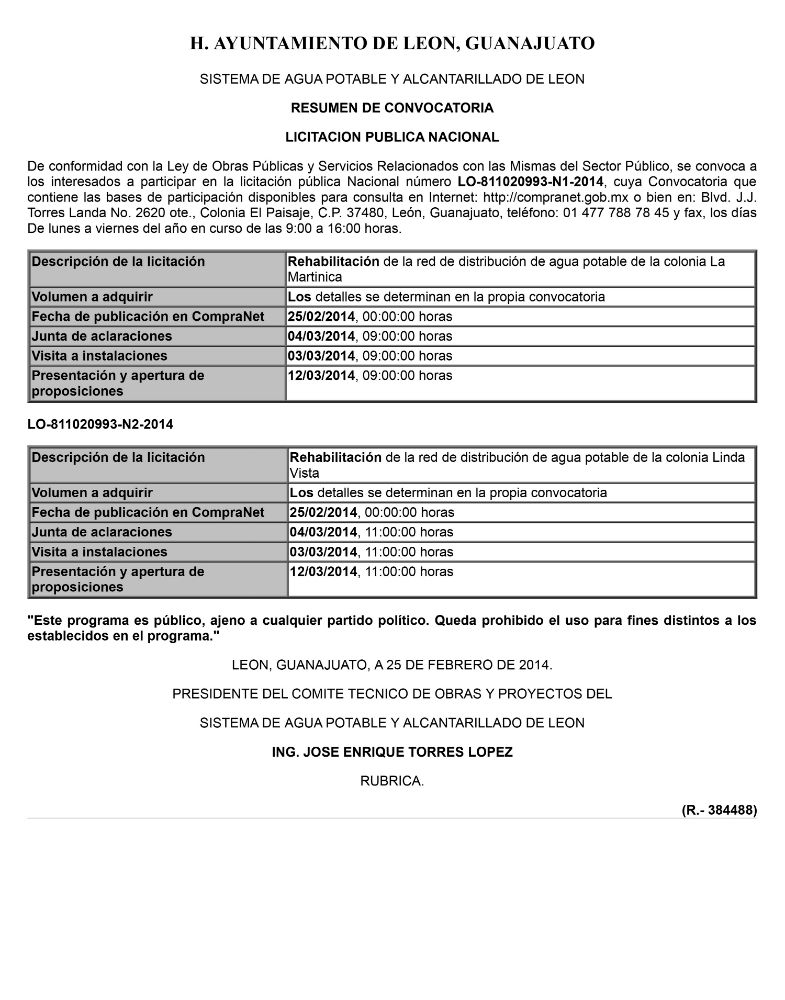 H. AYUNTAMIENTO DE LEON, GUANAJUATO
SISTEMA DE AGUA POTABLE Y ALCANTARILLADO DE LEON
RESUMEN DE CONVOCATORIA
LICITACION PUBLICA NACIONAL
De conformidad con la Ley de Obras Públicas y Servicios Relacionados con las Mismas del Sector Público, se convoca a
los interesados a participar en la licitación pública Nacional número LO-811020993-N1-2014, cuya Convocatoria que
contiene las bases de participación disponibles para consulta en Internet: http://compranet.gob.mx o bien en: Blvd. J.J.
Torres Landa No. 2620 ote., Colonia El Paisaje, C.P. 37480, León, Guanajuato, teléfono: 01 477 788 78 45 y fax, los días
De lunes a viernes del año en curso de las 9:00 a 16:00 horas.
Descripción de la licitación Rehabilitación de la red de distribución de agua potable de la colonia La
Martinica
Volumen a adquirir Los detalles se determinan en la propia convocatoria
Fecha de publicación en CompraNet 25/02/2014, 00:00:00 horas
Junta de aclaraciones 04/03/2014, 09:00:00 horas
Visita a instalaciones 03/03/2014, 09:00:00 horas
Presentación y apertura de 12/03/2014, 09:00:00 horas
proposiciones
LO-811020993-N2-2014
Descripción de la licitación Rehabilitación de la red de distribución de agua potable de la colonia Linda
Vista
Volumen a adquirir Los detalles se determinan en la propia convocatoria
Fecha de publicación en CompraNet 25/02/2014, 00:00:00 horas
Junta de aclaraciones 04/03/2014, 11:00:00 horas
Visita a instalaciones 03/03/2014, 11:00:00 horas
Presentación y apertura de 12/03/2014, 11:00:00 horas
proposiciones
"Este programa es público, ajeno a cualquier partido político. Queda prohibido el uso para fines distintos a los
establecidos en el programa."
LEON, GUANAJUATO, A 25 DE FEBRERO DE 2014.
PRESIDENTE DEL COMITE TECNICO DE OBRAS Y PROYECTOS DEL
SISTEMA DE AGUA POTABLE Y ALCANTARILLADO DE LEON
ING. JOSE ENRIQUE TORRES LOPEZ
RUBRICA.
(R.- 384488)